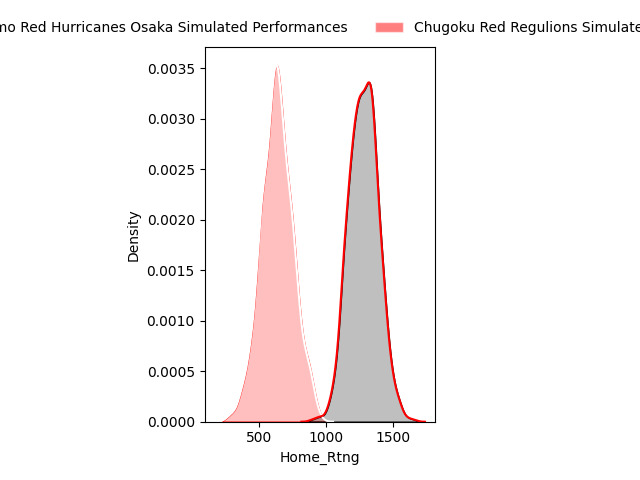 mo Red Hurricanes Osaka Simulated Performances
Chugoku Red Regulions Simulate
0.0035
0.0030
0.0025
0.0020
0.0015
0.0010
0.0005
0.0000
Density
500 1000 1500
Home_Rtng